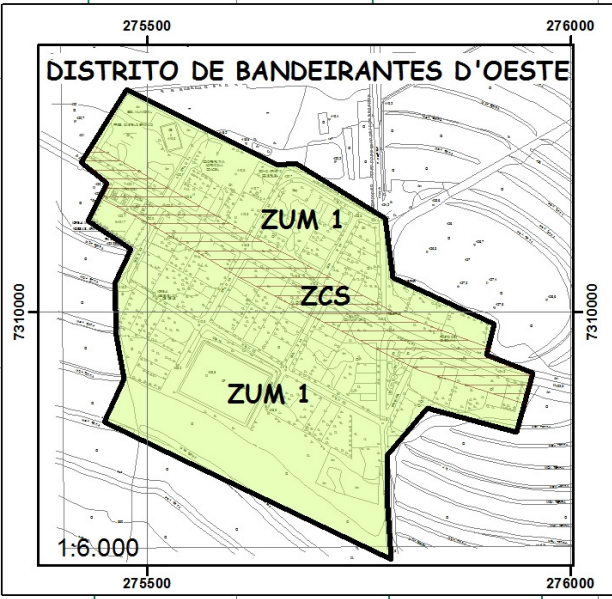 275500 276000
DISTRITO DE BANDEIRANTES D'OESTE
ZUM 1
ZCS
7310000 7310000
ZUM 1
1:6.000
275500 276000